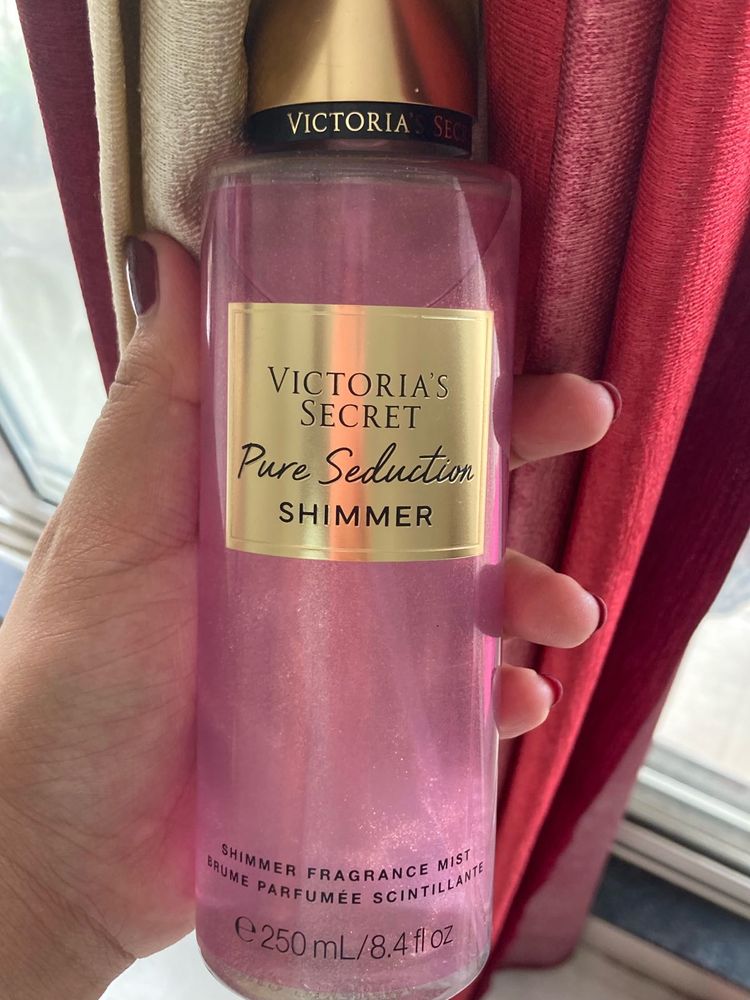 VICTORIA'S SEC
VICTORIA'S
SECRET
Pure Seduction
SHIMMER
SHIMMER FRAGRANCE MIST
BRUME PARFUMÉE SCINTILLANTE
℮ 250 mL/8.4 fl oz